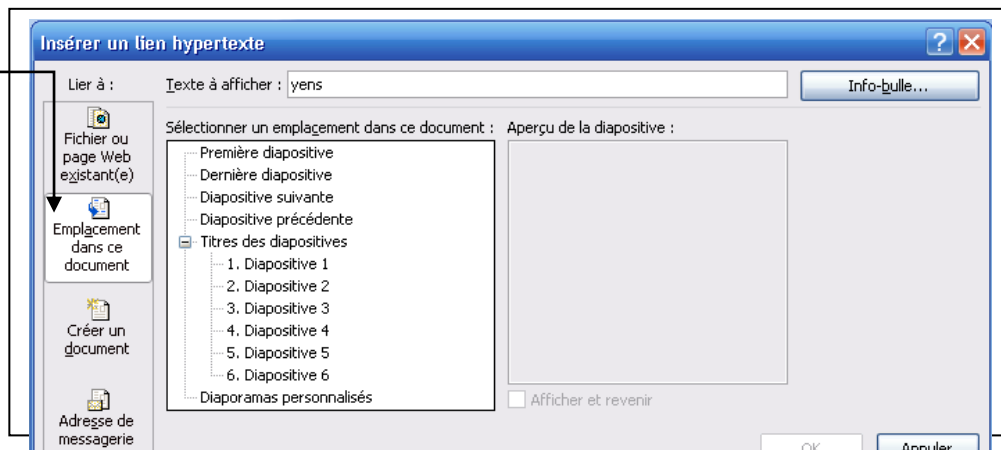 Insérer un lien hypertexte
Lier à :
Texte à afficher : yens
Info-bulle...
Fichier ou
page Web
existant(e)
Emplacement
dans ce
document
Créer un
document
Adresse de
messagerie
Sélectionner un emplacement dans ce document :
Première diapositive
Dernière diapositive
Diapositive suivante
Diapositive précédente
Titres des diapositives
1. Diapositive 1
2. Diapositive 2
3. Diapositive 3
4. Diapositive 4
5. Diapositive 5
6. Diapositive 6
Diaporamas personnalisés
Aperçu de la diapositive :
Afficher et revenir
OK
Annuler